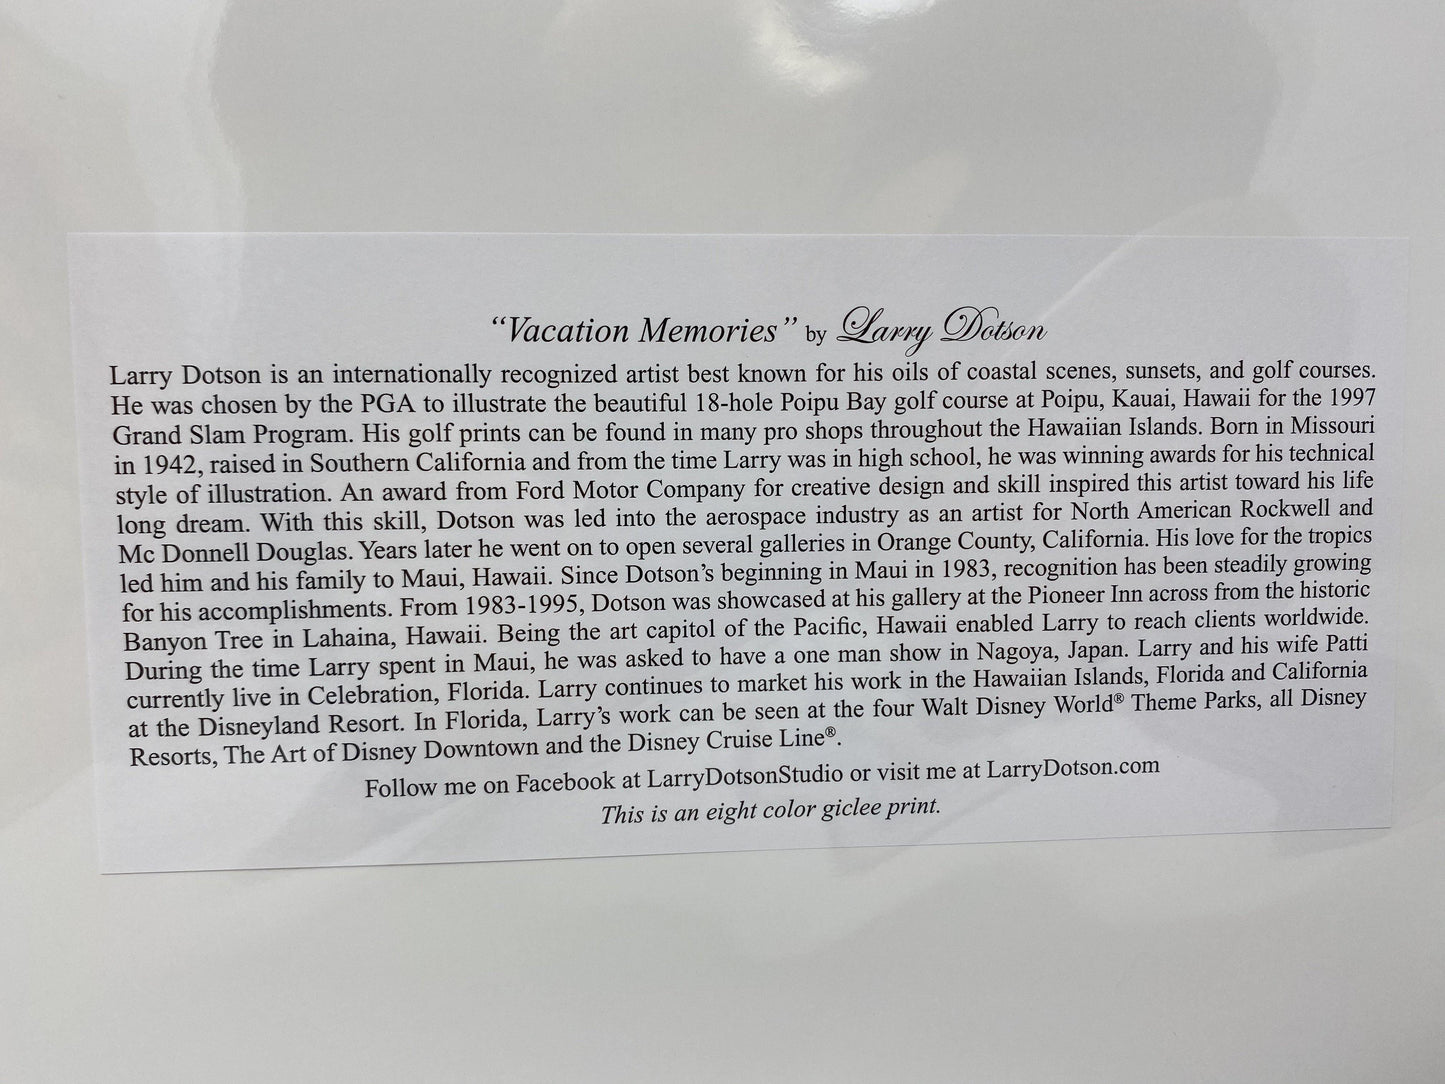 “Vacation Memories” by Larry Dotson
Larry Dotson is an internationally recognized artist best known for his oils of coastal scenes, sunsets, and golf courses.
He was chosen by the PGA to illustrate the beautiful 18-hole Poipu Bay golf course at Poipu, Kauai, Hawaii for the 1997
Grand Slam Program. His golf prints can be found in many pro shops throughout the Hawaiian Islands. Born in Missouri
in 1942, raised in Southern California and from the time Larry was in high school, he was winning awards for his technical
style of illustration. An award from Ford Motor Company for creative design and skill inspired this artist toward his life
long dream. With this skill, Dotson was led into the aerospace industry as an artist for North American Rockwell and
Mc Donnell Douglas. Years later he went on to open several galleries in Orange County, California. His love for the tropics
led him and his family to Maui, Hawaii. Since Dotson’s beginning in Maui in 1983, recognition has been steadily growing
for his accomplishments. From 1983-1995, Dotson was showcased at his gallery at the Pioneer Inn across from the historic
Banyon Tree in Lahaina, Hawaii. Being the art capitol of the Pacific, Hawaii enabled Larry to reach clients worldwide.
During the time Larry spent in Maui, he was asked to have a one man show in Nagoya, Japan. Larry and his wife Patti
currently live in Celebration, Florida. Larry continues to market his work in the Hawaiian Islands, Florida and California
at the Disneyland Resort. In Florida, Larry’s work can be seen at the four Walt Disney World® Theme Parks, all Disney
Resorts, The Art of Disney Downtown and the Disney Cruise Line®.
Follow me on Facebook at LarryDotsonStudio or visit me at LarryDotson.com
This is an eight color giclee print.